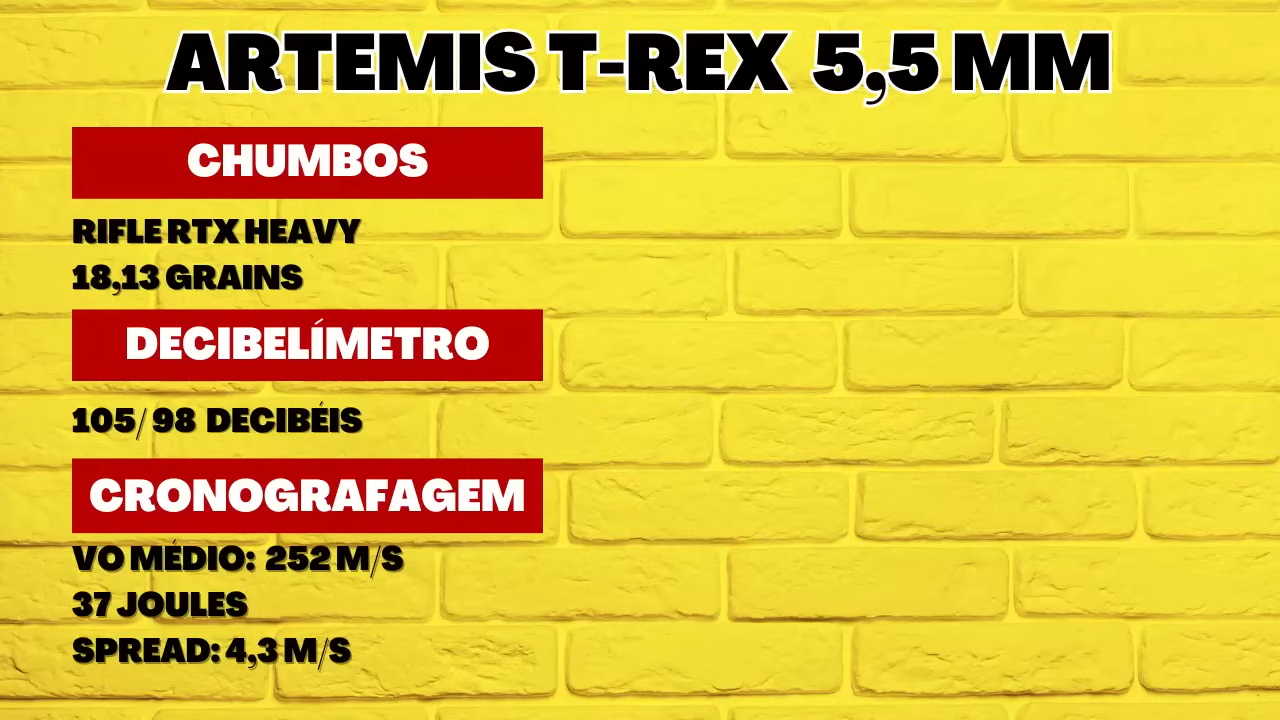 ARTEMIS T-REX 5,5 MM
CHUMBOS
RIFLE RTX HEAVY
18,13 GRAINS
DECIBELÍMETRO
105/ 98 DECIBÉIS
CRONOGRAFAGEM
VO MÉDIO: 252 M/S
37 JOULES
SPREAD: 4,3 M/S